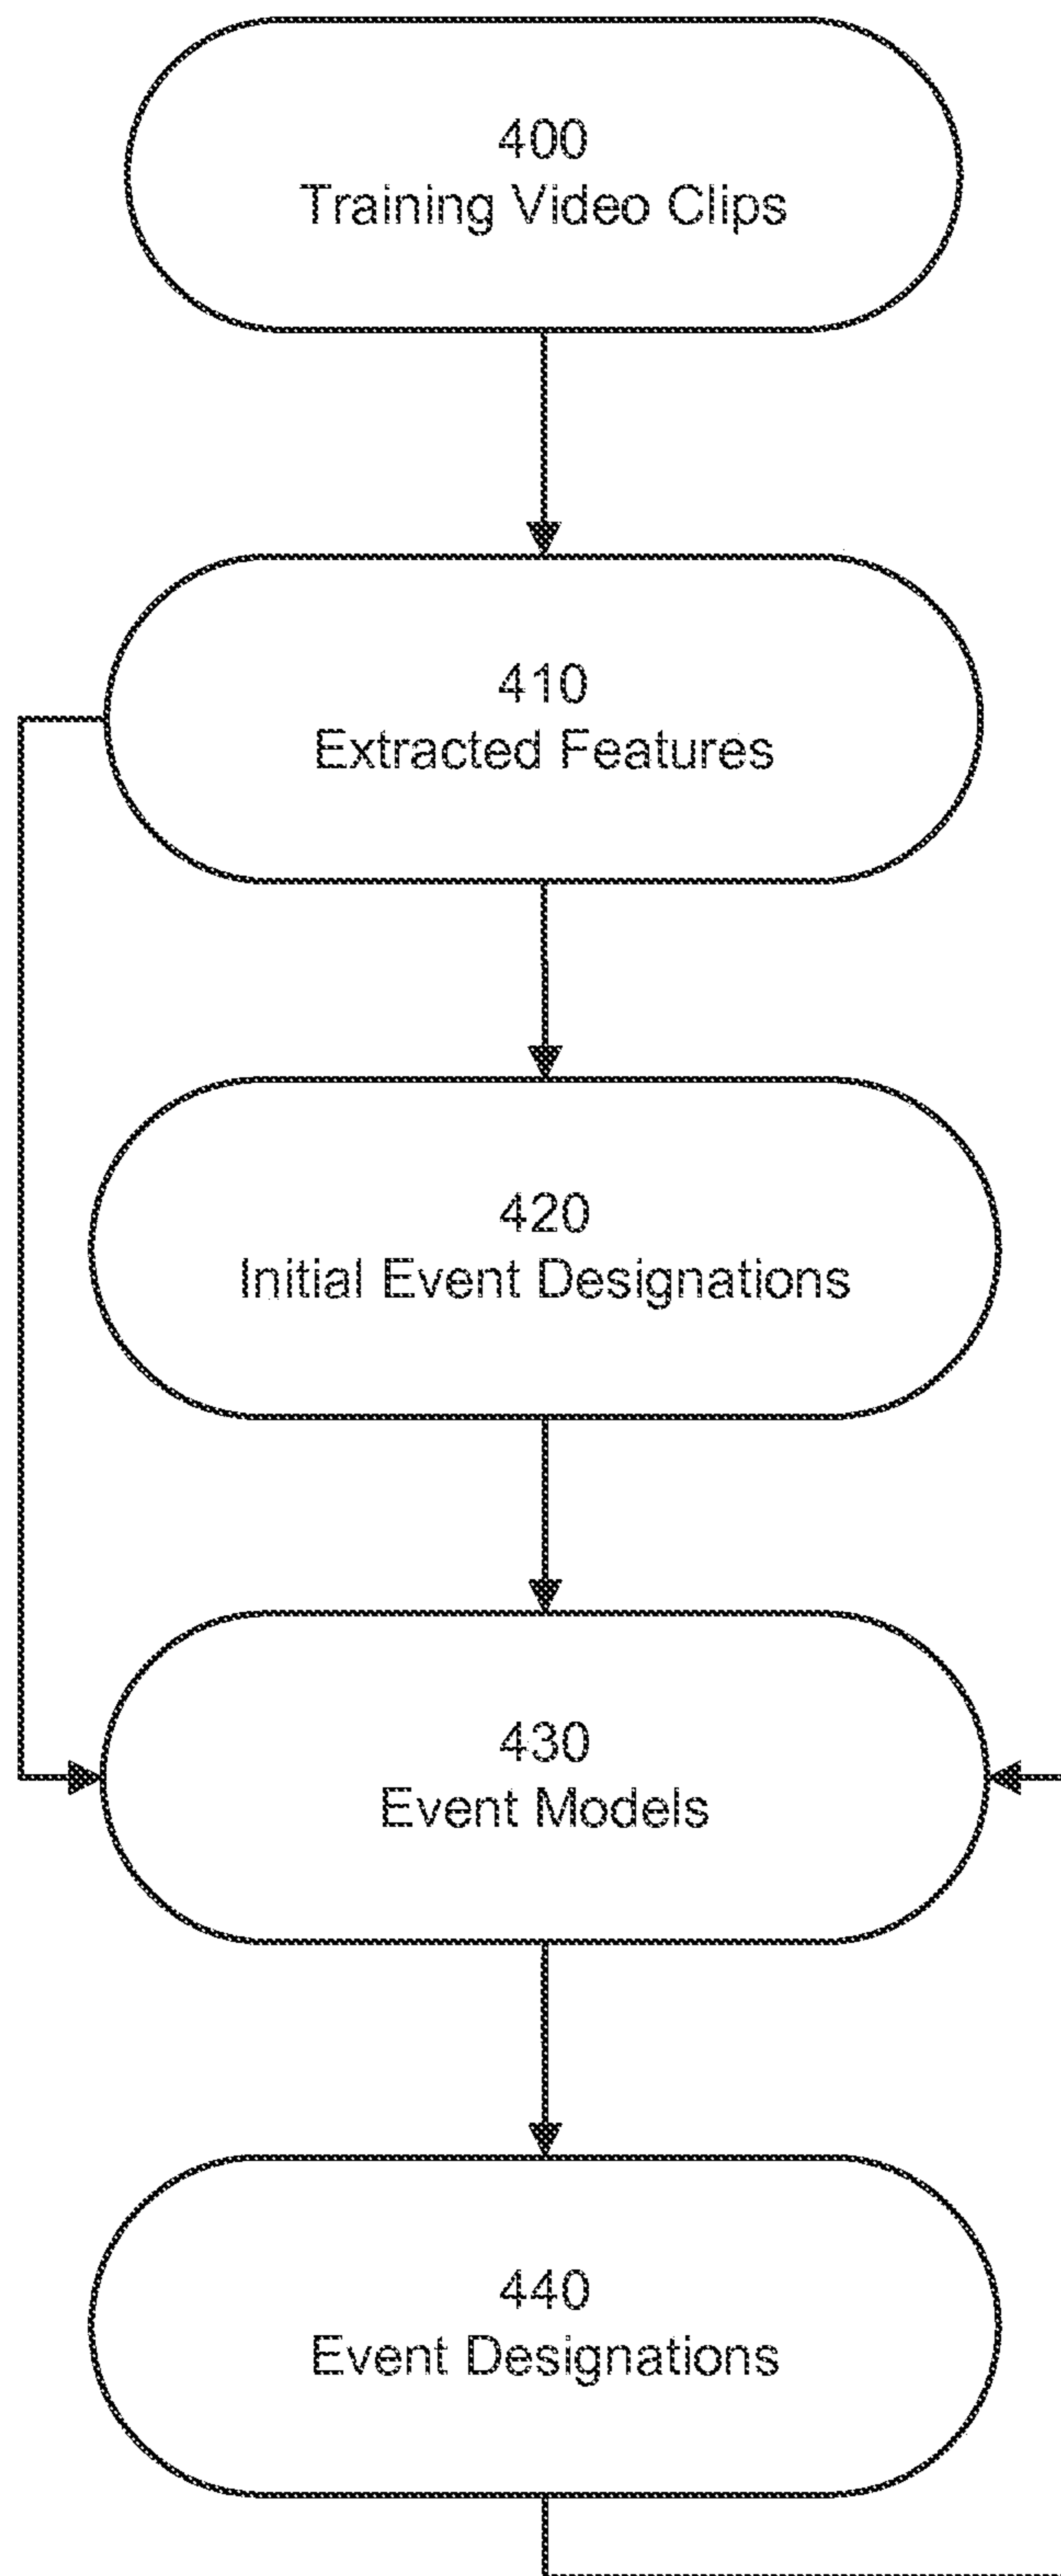 400
Training Video Clips
410
Extracted Features
420
Initial Event Designations
430
Event Models
440
Event Designations